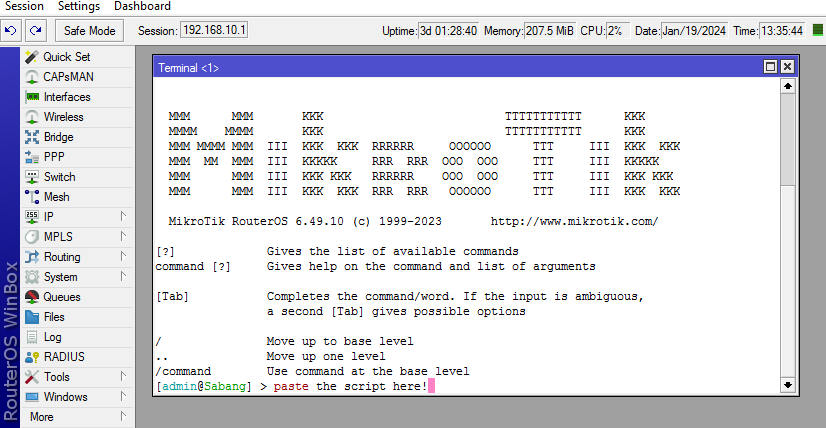 Session Settings Dashboard
Safe Mode Session: 192.168.10.1 Uptime: 3d 01:28:40 Memory: 207.5 MiB CPU: 2% Date: Jan/19/2024 Time: 13:35:44
Quick Set
CAPsMAN
Interfaces
Wireless
Bridge
PPP
Switch
Mesh
IP
MPLS
Routing
System
Queues
Files
Log
RADIUS
Tools
Windows
More
RouterOS WinBox
Terminal <1>
MMM MMM KKK TTTTTTTTTTT KKK
MMMM MMMM KKK TTTTTTTTTTT KKK
MMM MMMM MMM III KKK KKK RRRRRR OOOOOO TTT III KKK KKK
MMM MM MMM III KKKKK RRR RRR OOO OOO TTT III KKKKK
MMM MMM III KKK KKK RRRRRR OOO OOO TTT III KKK KKK
MMM MMM III KKK KKK RRR RRR OOOOOO TTT III KKK KKK
MikroTik RouterOS 6.49.10 (c) 1999-2023 http://www.mikrotik.com/
[?] Gives the list of available commands
command [?] Gives help on the command and list of arguments
[Tab] Completes the command/word. If the input is ambiguous,
a second [Tab] gives possible options
/ Move up to base level
.. Move up one level
/command Use command at the base level
[admin@Sabang] > paste the script here!